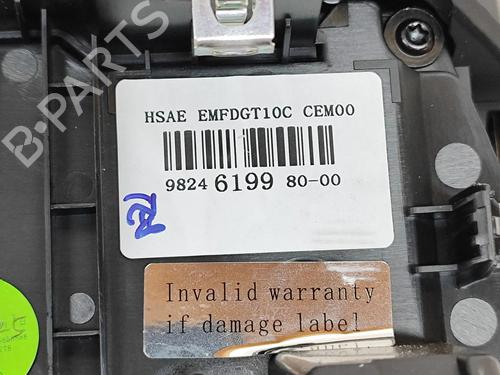 B-PARTS
HSAE EMFDGT10C CEM00
9824 6199 80-00
Invalid warranty
if damage label